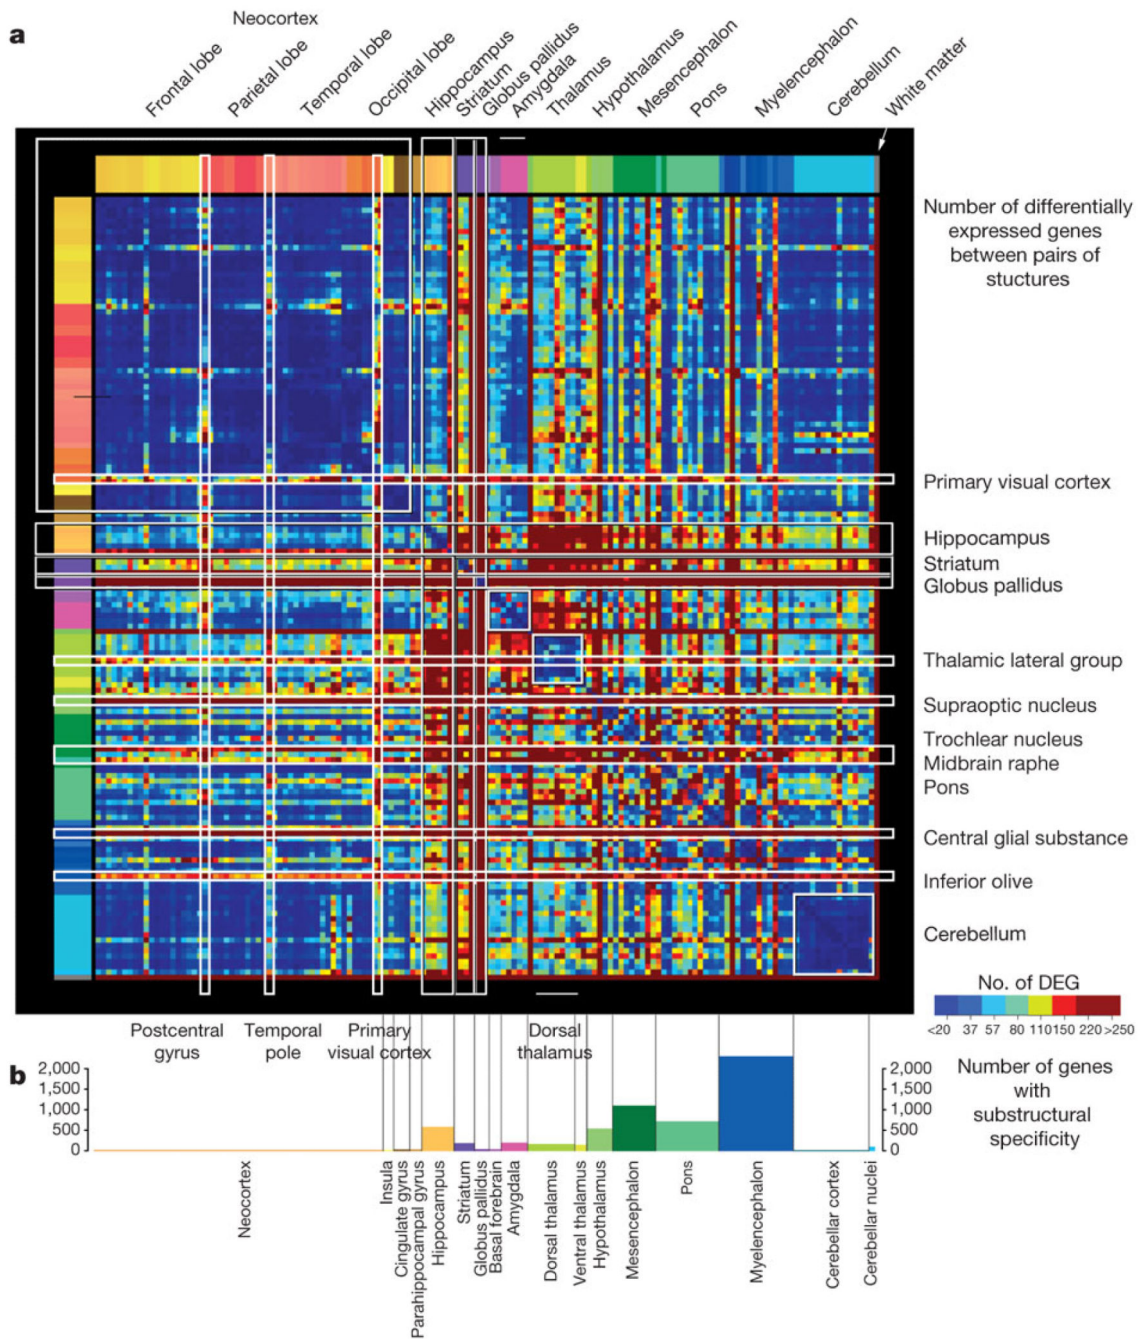 a
Neocortex
Frontal lobe
Parietal lobe
Temporal lobe
Occipital lobe
Hippocampus
Striatum
Globus pallidus
Amygdala
Thalamus
Hypothalamus
Mesencephalon
Pons
Myelencephalon
Cerebellum
White matter
Number of differentially
expressed genes
between pairs of
stuctures
Primary visual cortex
Hippocampus
Striatum
Globus pallidus
Thalamic lateral group
Supraoptic nucleus
Trochlear nucleus
Midbrain raphe
Pons
Central glial substance
Inferior olive
Cerebellum
No. of DEG
<20 37 57 80 110 150 220 >250
Postcentral
gyrus
Temporal
pole
Primary
visual cortex
Dorsal
thalamus
b
2,000
1,500
1,000
500
0
2,000
1,500
1,000
500
0
Number of genes
with
substructural
specificity
Neocortex
Insula
Cingulate gyrus
Parahippocampal gyrus
Hippocampus
Striatum
Globus pallidus
Basal forebrain
Amygdala
Dorsal thalamus
Ventral thalamus
Hypothalamus
Mesencephalon
Pons
Myelencephalon
Cerebellar cortex
Cerebellar nuclei